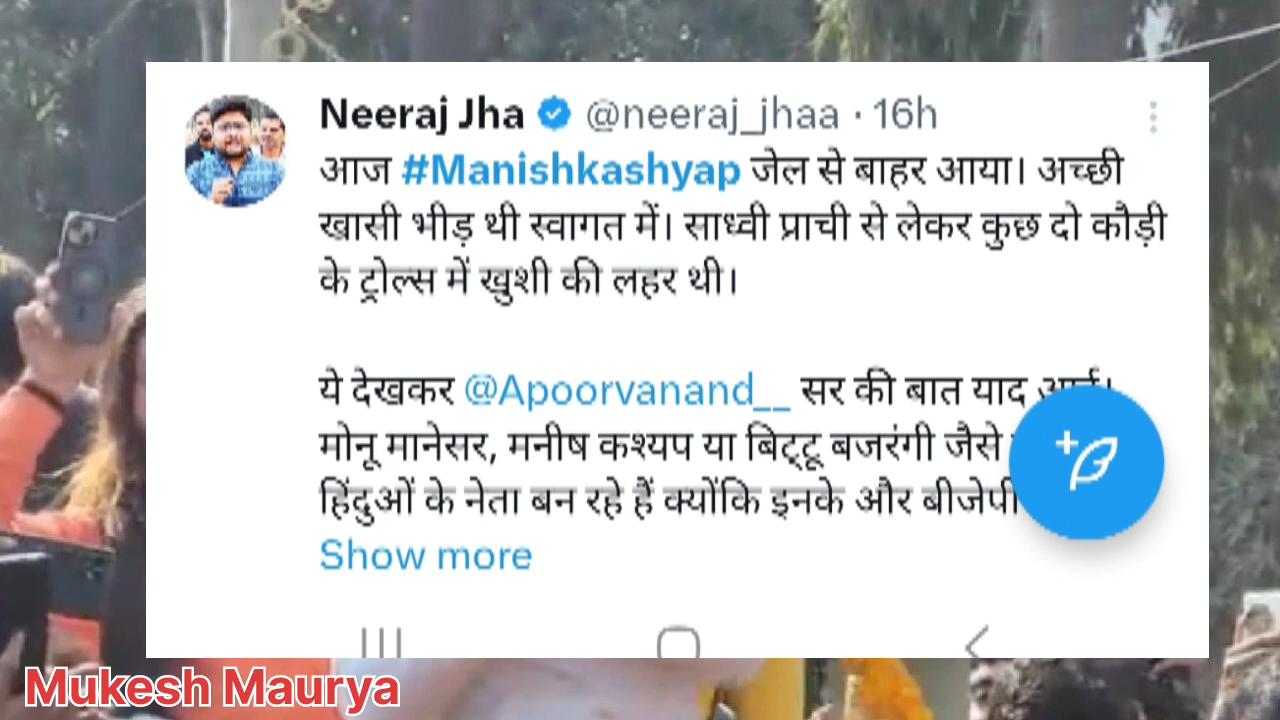 Neeraj Jha @neeraj_jhaa · 16h
आज #Manishkashyap जेल से बाहर आया। अच्छी
खासी भीड़ थी स्वागत में। साध्वी प्राची से लेकर कुछ दो कौड़ी
के ट्रोल्स में खुशी की लहर थी।
ये देखकर @Apoorvanand__ सर की बात याद
मोनू मानेसर, मनीष कश्यप या बिट्टू बजरंगी जैसे
हिंदुओं के नेता बन रहे हैं क्योंकि इनके और बीजेपी
Show more
Mukesh Maurya